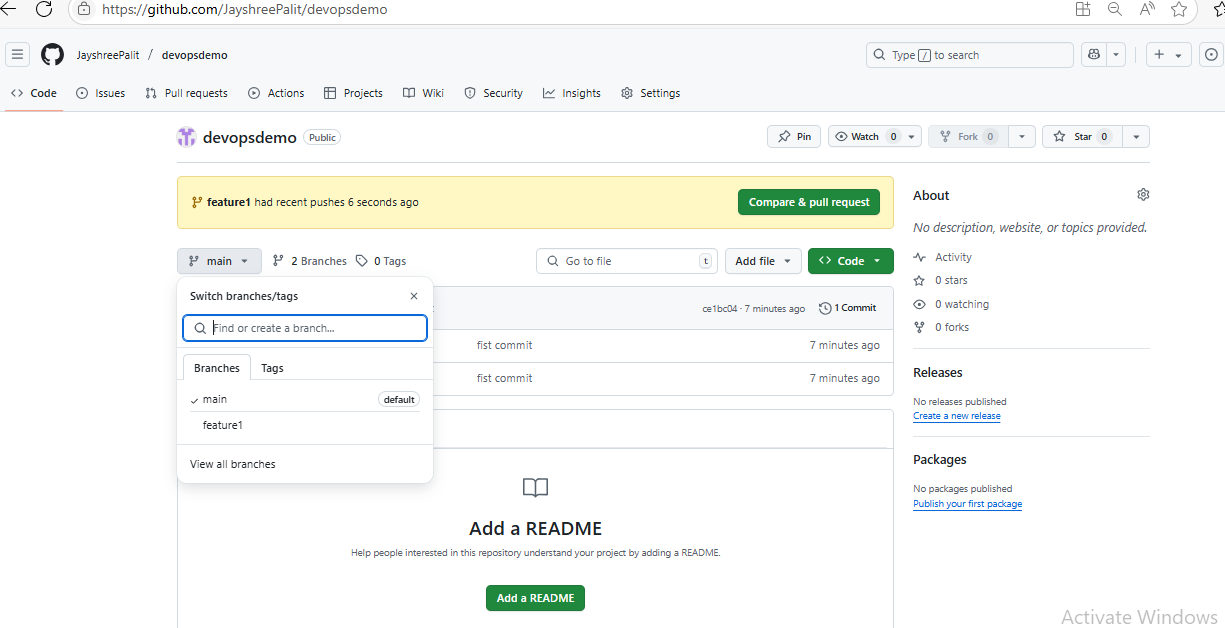 https://github.com/JayshreePalit/devopsdemo
JayshreePalit / devopsdemo
Type / to search
Code Issues Pull requests Actions Projects Wiki Security Insights Settings
devopsdemo Public
Pin Watch 0 Fork 0 Star 0
feature1 had recent pushes 6 seconds ago
Compare & pull request
main 2 Branches 0 Tags
Go to file t
Add file
Code
Switch branches/tags
Find or create a branch...
Branches Tags
main default
feature1
View all branches
ce1bc04 · 7 minutes ago 1 Commit
fist commit 7 minutes ago
fist commit 7 minutes ago
Add a README
Help people interested in this repository understand your project by adding a README.
Add a README
About
No description, website, or topics provided.
Activity
0 stars
0 watching
0 forks
Releases
No releases published
Create a new release
Packages
No packages published
Publish your first package
Activate Windows